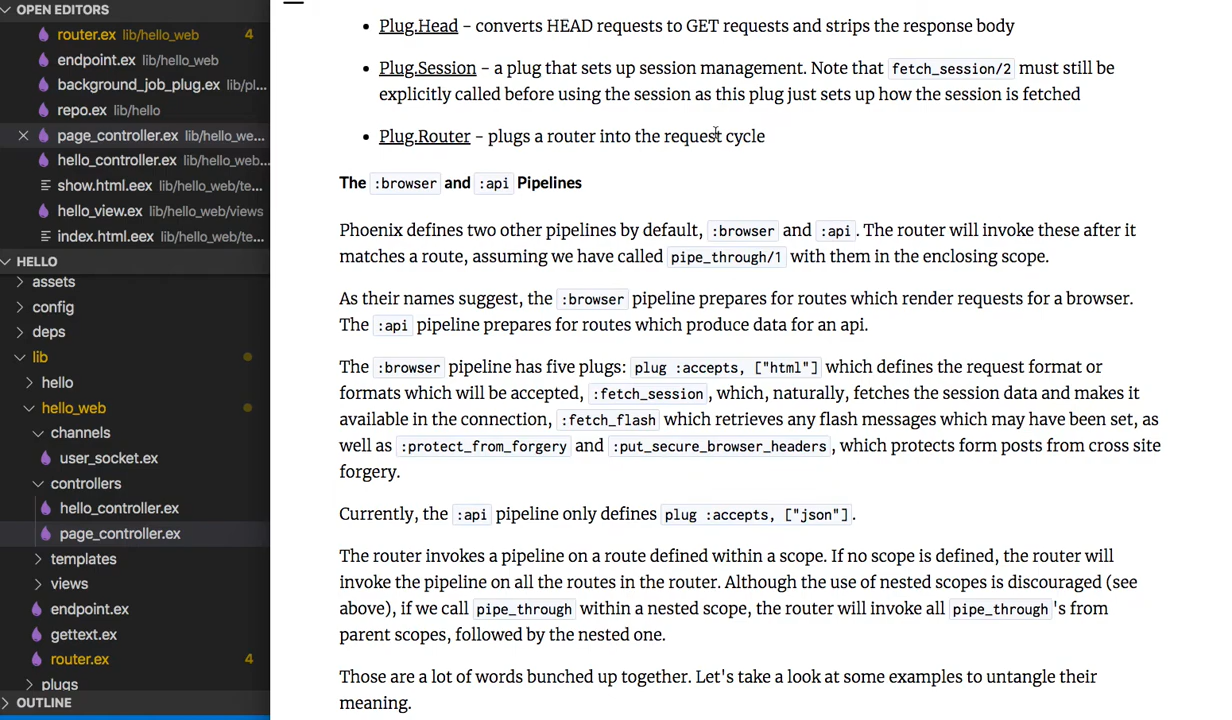 OPEN EDITORS
router.ex lib/hello_web 4
endpoint.ex lib/hello_web
background_job_plug.ex lib/pl...
repo.ex lib/hello
page_controller.ex lib/hello_we...
hello_controller.ex lib/hello_web...
show.html.eex lib/hello_web/te...
hello_view.ex lib/hello_web/views
index.html.eex lib/hello_web/te...
HELLO
assets
config
deps
lib
hello
hello_web
channels
user_socket.ex
controllers
hello_controller.ex
page_controller.ex
templates
views
endpoint.ex
gettext.ex
router.ex 4
plugs
OUTLINE
• Plug.Head - converts HEAD requests to GET requests and strips the response body
• Plug.Session - a plug that sets up session management. Note that fetch_session/2 must still be
explicitly called before using the session as this plug just sets up how the session is fetched
• Plug.Router - plugs a router into the request cycle
The :browser and :api Pipelines
Phoenix defines two other pipelines by default, :browser and :api. The router will invoke these after it
matches a route, assuming we have called pipe_through/1 with them in the enclosing scope.
As their names suggest, the :browser pipeline prepares for routes which render requests for a browser.
The :api pipeline prepares for routes which produce data for an api.
The :browser pipeline has five plugs: plug :accepts, ["html"] which defines the request format or
formats which will be accepted, :fetch_session, which, naturally, fetches the session data and makes it
available in the connection, :fetch_flash which retrieves any flash messages which may have been set, as
well as :protect_from_forgery and :put_secure_browser_headers, which protects form posts from cross site
forgery.
Currently, the :api pipeline only defines plug :accepts, ["json"].
The router invokes a pipeline on a route defined within a scope. If no scope is defined, the router will
invoke the pipeline on all the routes in the router. Although the use of nested scopes is discouraged (see
above), if we call pipe_through within a nested scope, the router will invoke all pipe_through's from
parent scopes, followed by the nested one.
Those are a lot of words bunched up together. Let's take a look at some examples to untangle their
meaning.